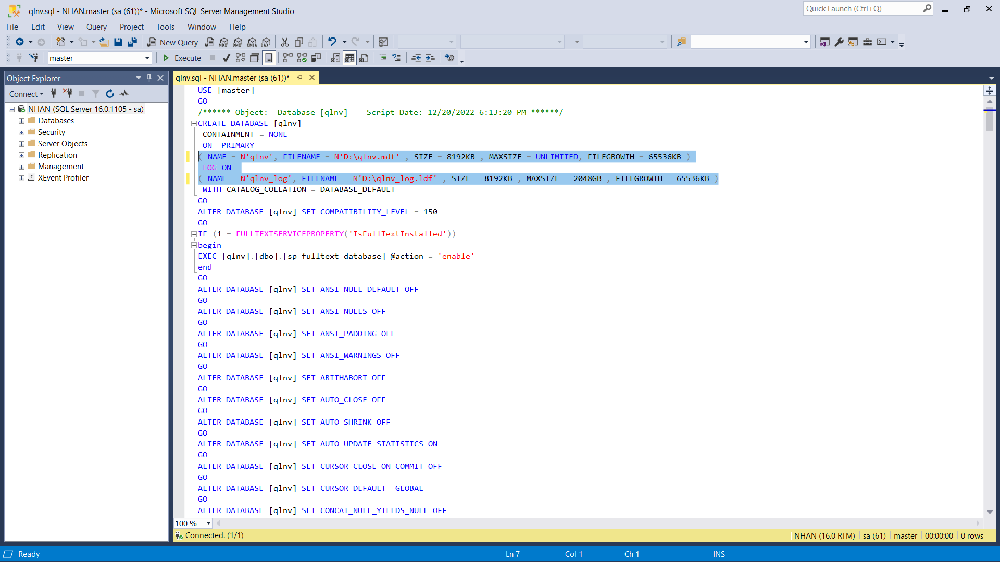 qlnv.sql - NHAN.master (sa (61))* - Microsoft SQL Server Management Studio
Quick Launch (Ctrl+Q)
File Edit View Query Project Tools Window Help
New Query
MDX DMX XMLA DAX
master
Execute
Object Explorer
Connect
NHAN (SQL Server 16.0.1105 - sa)
Databases
Security
Server Objects
Replication
Management
XEvent Profiler
qlnv.sql - NHAN.master (sa (61))*
USE [master]
GO
/****** Object:  Database [qlnv]    Script Date: 12/20/2022 6:13:20 PM ******/
CREATE DATABASE [qlnv]
CONTAINMENT = NONE
ON  PRIMARY
( NAME = N'qlnv', FILENAME = N'D:\qlnv.mdf' , SIZE = 8192KB , MAXSIZE = UNLIMITED, FILEGROWTH = 65536KB )
LOG ON
( NAME = N'qlnv_log', FILENAME = N'D:\qlnv_log.ldf' , SIZE = 8192KB , MAXSIZE = 2048GB , FILEGROWTH = 65536KB )
WITH CATALOG_COLLATION = DATABASE_DEFAULT
GO
ALTER DATABASE [qlnv] SET COMPATIBILITY_LEVEL = 150
GO
IF (1 = FULLTEXTSERVICEPROPERTY('IsFullTextInstalled'))
begin
EXEC [qlnv].[dbo].[sp_fulltext_database] @action = 'enable'
end
GO
ALTER DATABASE [qlnv] SET ANSI_NULL_DEFAULT OFF
GO
ALTER DATABASE [qlnv] SET ANSI_NULLS OFF
GO
ALTER DATABASE [qlnv] SET ANSI_PADDING OFF
GO
ALTER DATABASE [qlnv] SET ANSI_WARNINGS OFF
GO
ALTER DATABASE [qlnv] SET ARITHABORT OFF
GO
ALTER DATABASE [qlnv] SET AUTO_CLOSE OFF
GO
ALTER DATABASE [qlnv] SET AUTO_SHRINK OFF
GO
ALTER DATABASE [qlnv] SET AUTO_UPDATE_STATISTICS ON
GO
ALTER DATABASE [qlnv] SET CURSOR_CLOSE_ON_COMMIT OFF
GO
ALTER DATABASE [qlnv] SET CURSOR_DEFAULT  GLOBAL
GO
ALTER DATABASE [qlnv] SET CONCAT_NULL_YIELDS_NULL OFF
100 %
Connected. (1/1)
NHAN (16.0 RTM) sa (61) master 00:00:00 0 rows
Ready
Ln 7 Col 1 Ch 1 INS